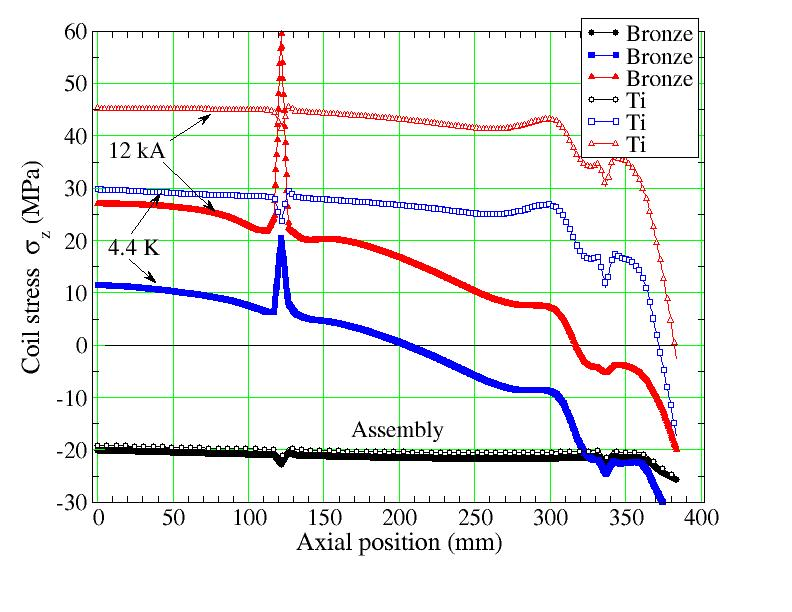 60
50
40
30
20
10
0
-10
-20
-30
0 50 100 150 200 250 300 350 400
Axial position (mm)
Coil stress σz (MPa)
Bronze
Bronze
Bronze
Ti
Ti
Ti
12 kA
4.4 K
Assembly